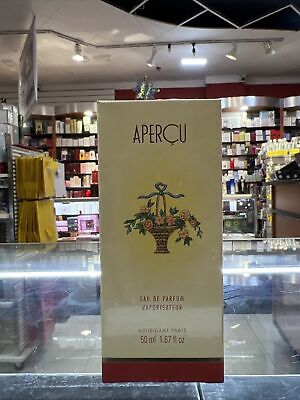 APERÇU
EAU DE PARFUM
VAPORISATEUR
HOUBIGANT PARIS
50 ml 1.67 fl oz